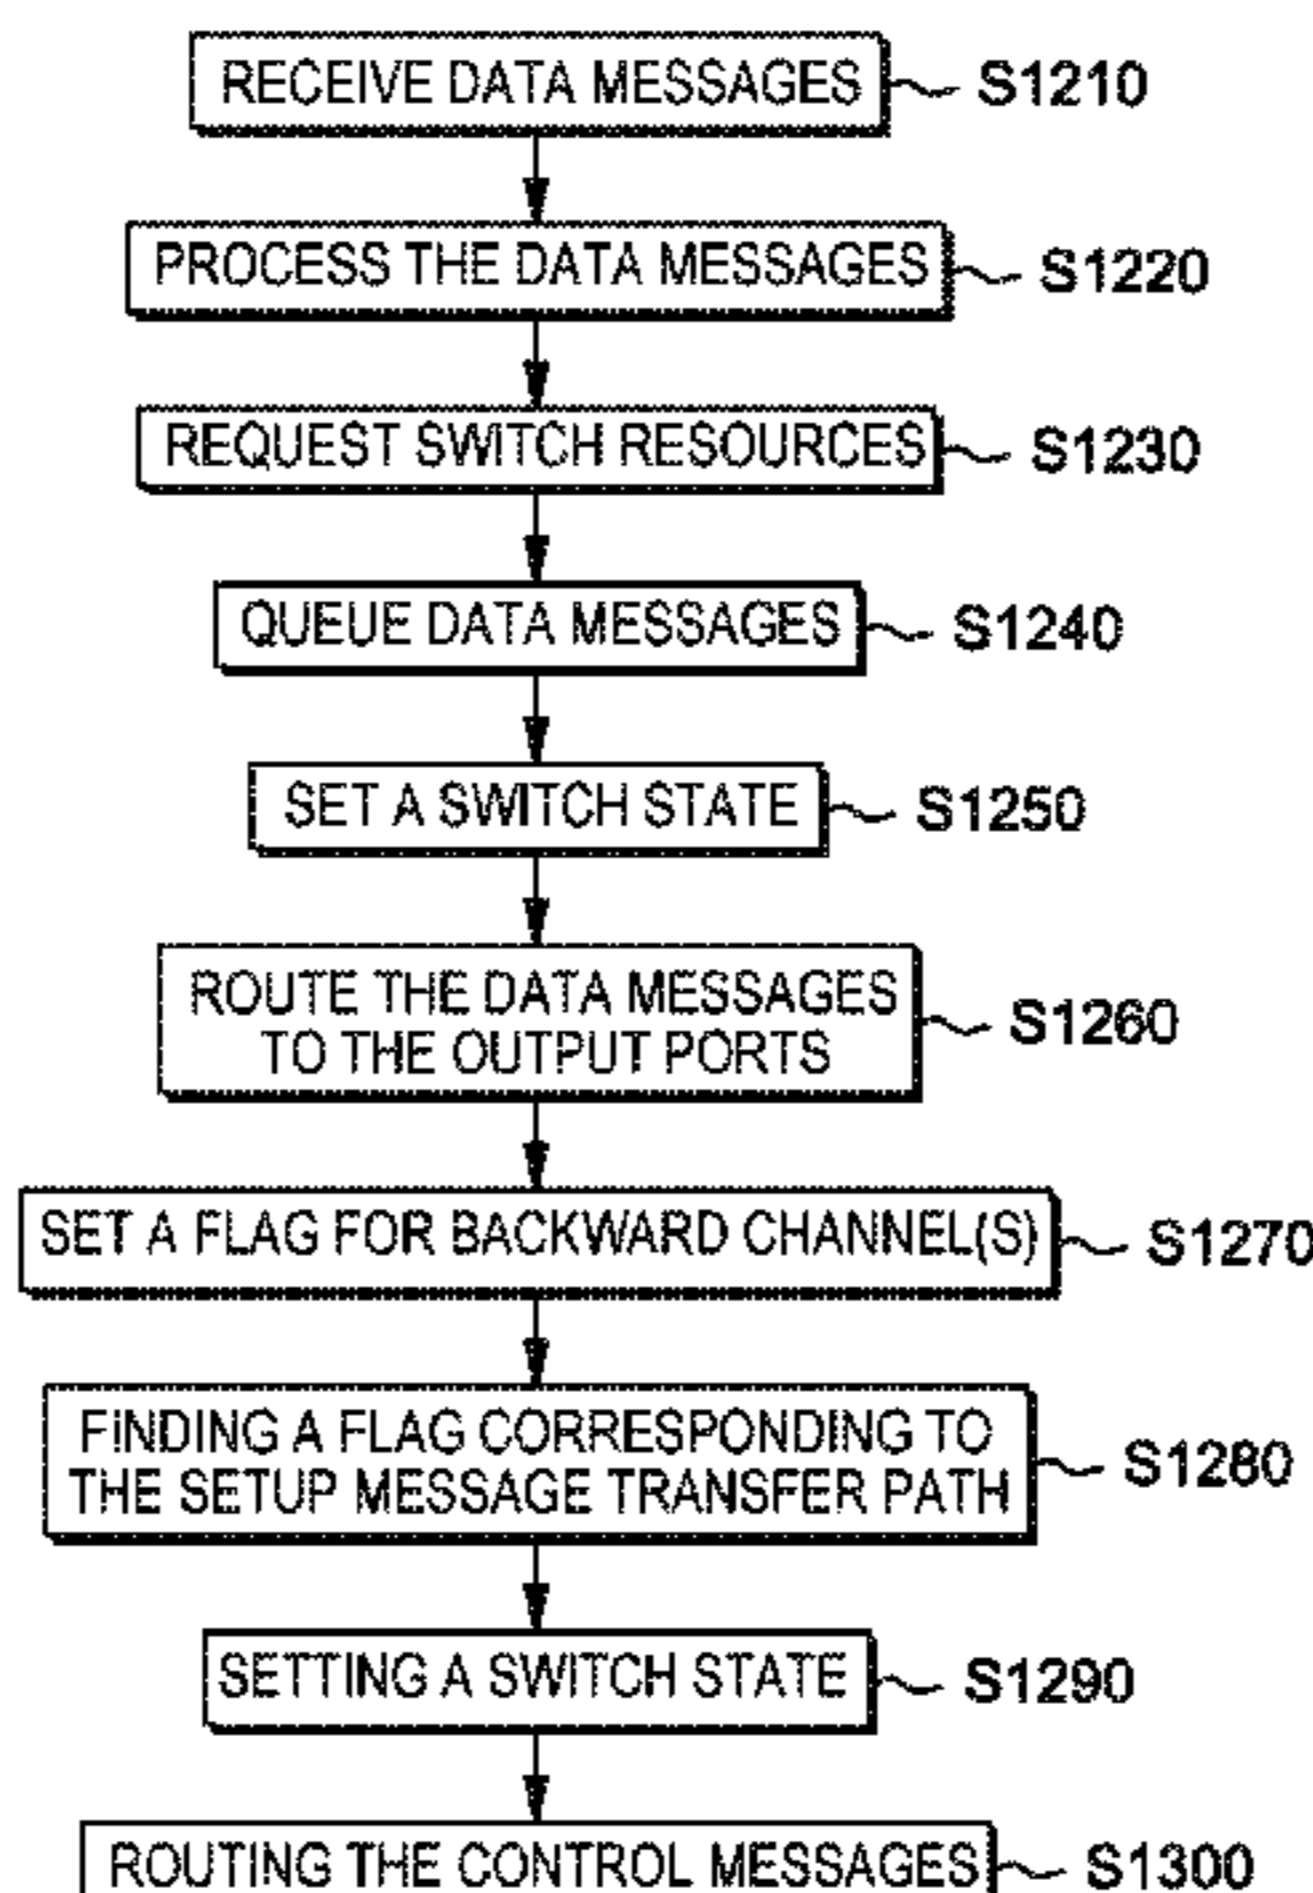 RECEIVE DATA MESSAGES S1210
PROCESS THE DATA MESSAGES S1220
REQUEST SWITCH RESOURCES S1230
QUEUE DATA MESSAGES S1240
SET A SWITCH STATE S1250
ROUTE THE DATA MESSAGES
TO THE OUTPUT PORTS S1260
SET A FLAG FOR BACKWARD CHANNEL(S) S1270
FINDING A FLAG CORRESPONDING TO
THE SETUP MESSAGE TRANSFER PATH S1280
SETTING A SWITCH STATE S1290
ROUTING THE CONTROL MESSAGES S1300